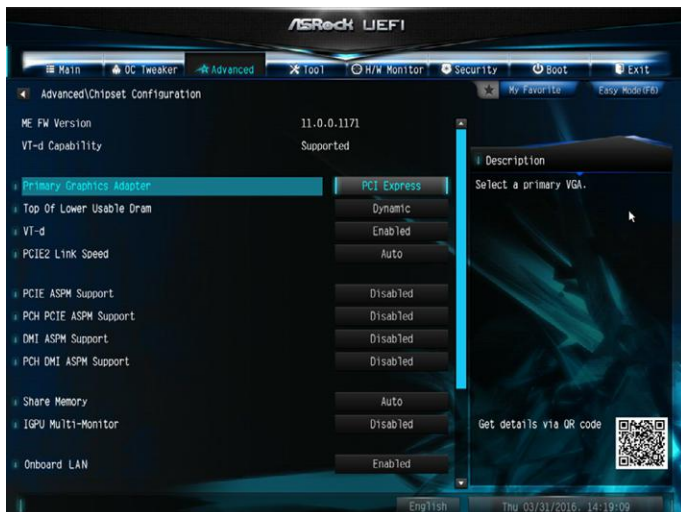 ASRock UEFI
Main OC Tweaker Advanced Tool H/W Monitor Security Boot Exit
Advanced\Chipset Configuration
My Favorite Easy Mode(F6)
ME FW Version 11.0.0.1171
VT-d Capability Supported
Description
Primary Graphics Adapter PCI Express
Select a primary VGA.
Top Of Lower Usable Dram Dynamic
VT-d Enabled
PCIE2 Link Speed Auto
PCIE ASPM Support Disabled
PCH PCIE ASPM Support Disabled
DMI ASPM Support Disabled
PCH DMI ASPM Support Disabled
Share Memory Auto
IGPU Multi-Monitor Disabled
Get details via QR code
Onboard LAN Enabled
English Thu 03/31/2016. 14:19:09